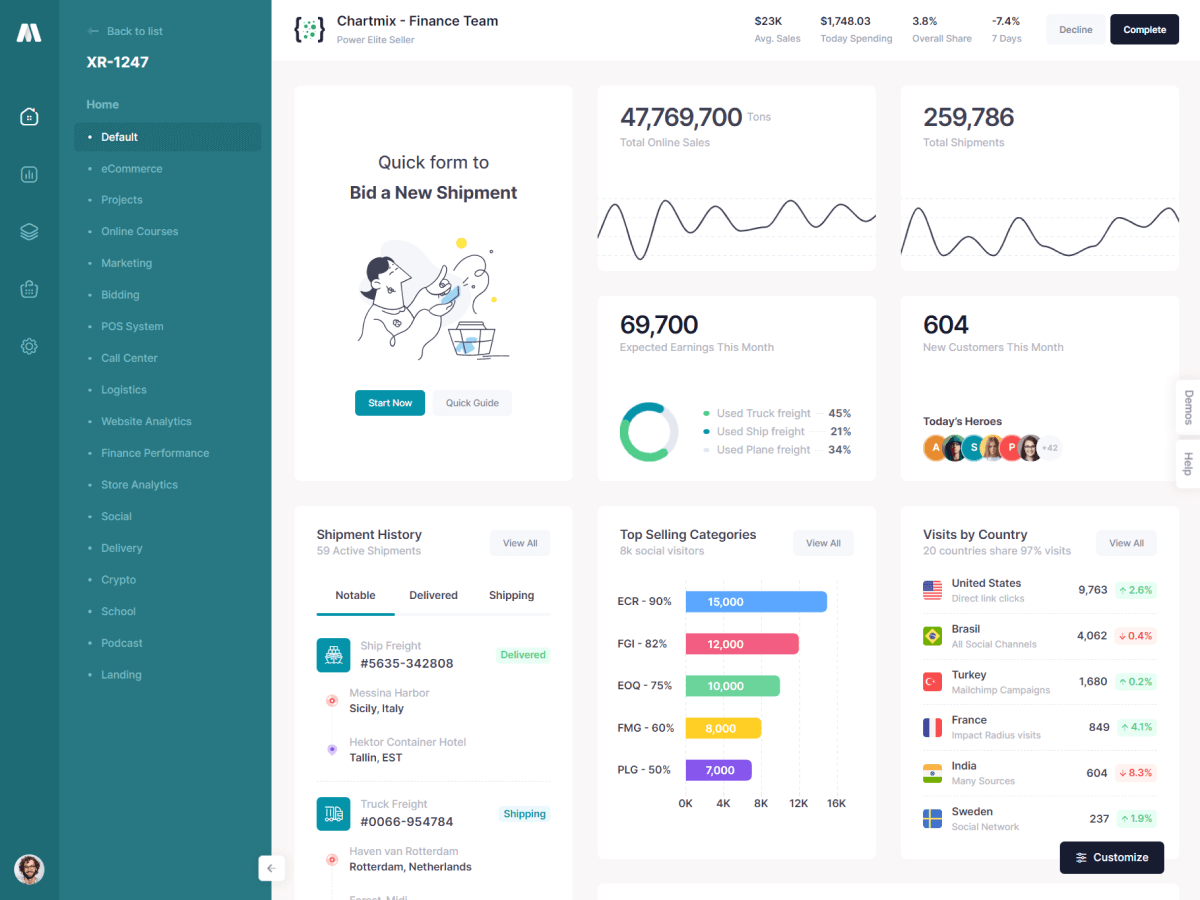 Back to list
XR-1247
Home
Default
eCommerce
Projects
Online Courses
Marketing
Bidding
POS System
Call Center
Logistics
Website Analytics
Finance Performance
Store Analytics
Social
Delivery
Crypto
School
Podcast
Landing
Chartmix - Finance Team
Power Elite Seller
$23K
Avg. Sales
$1,748.03
Today Spending
3.8%
Overall Share
-7.4%
7 Days
Decline
Complete
Quick form to
Bid a New Shipment
Start Now
Quick Guide
47,769,700 Tons
Total Online Sales
259,786
Total Shipments
69,700
Expected Earnings This Month
Used Truck freight 45%
Used Ship freight 21%
Used Plane freight 34%
604
New Customers This Month
Today's Heroes
A
S
P
+42
Demos
Help
Shipment History
59 Active Shipments
View All
Notable
Delivered
Shipping
Ship Freight
#5635-342808
Delivered
Messina Harbor
Sicily, Italy
Hektor Container Hotel
Tallin, EST
Truck Freight
#0066-954784
Shipping
Haven van Rotterdam
Rotterdam, Netherlands
Forest-Midi
Top Selling Categories
8k social visitors
View All
ECR - 90% 15,000
FGI - 82% 12,000
EOQ - 75% 10,000
FMG - 60% 8,000
PLG - 50% 7,000
0K 4K 8K 12K 16K
Visits by Country
20 countries share 97% visits
View All
United States
Direct link clicks
9,763 2.6%
Brasil
All Social Channels
4,062 0.4%
Turkey
Mailchimp Campaigns
1,680 0.2%
France
Impact Radius visits
849 4.1%
India
Many Sources
604 8.3%
Sweden
Social Network
237 1.9%
Customize